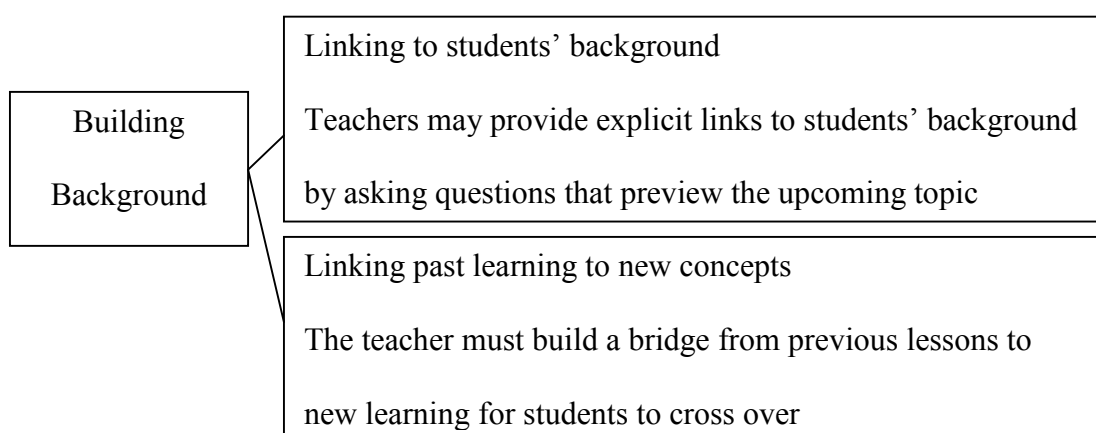 Building
Background
Linking to students’ background
Teachers may provide explicit links to students’ background
by asking questions that preview the upcoming topic
Linking past learning to new concepts
The teacher must build a bridge from previous lessons to
new learning for students to cross over